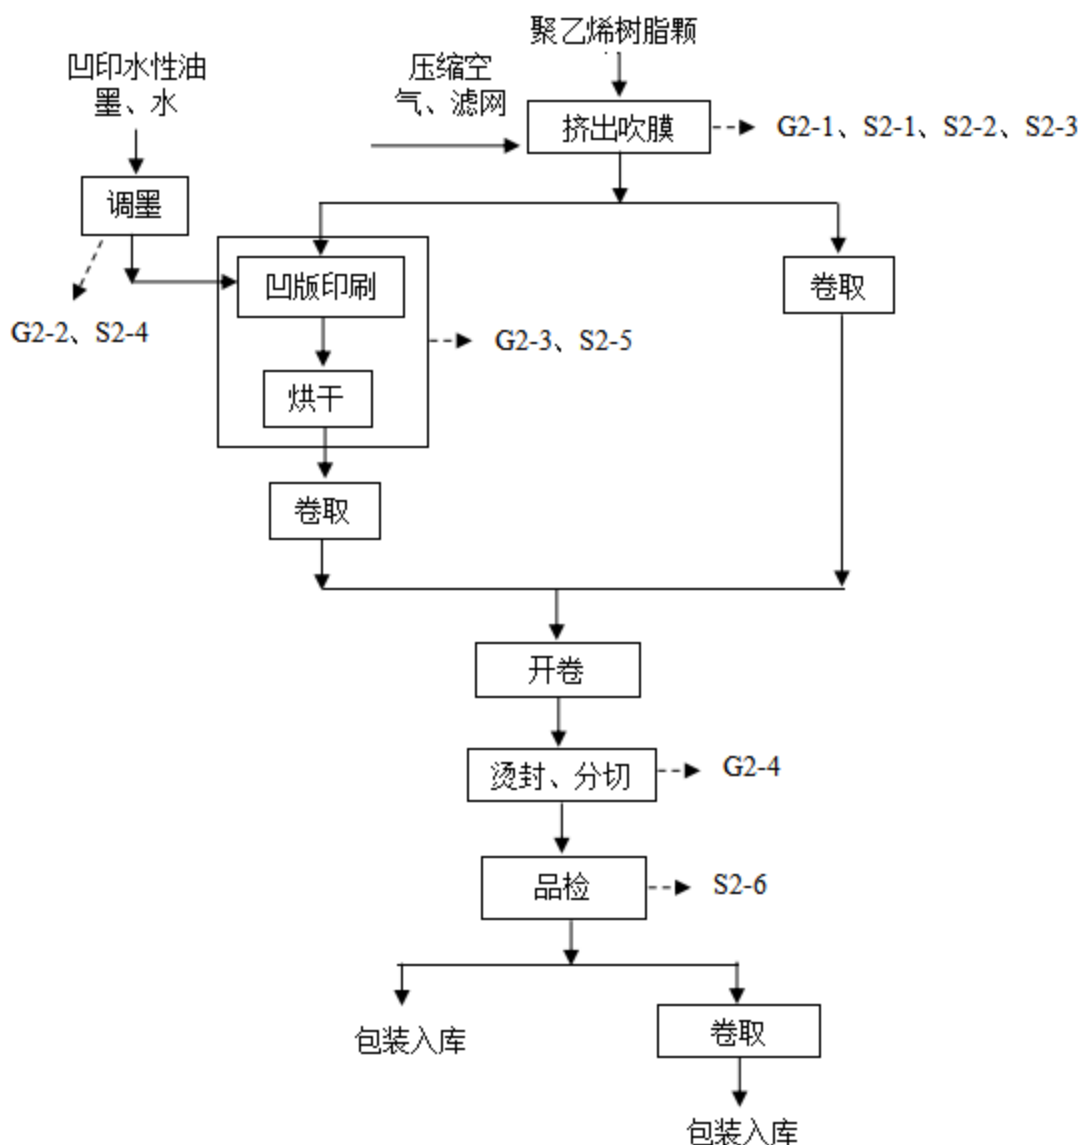 聚乙烯树脂颗
凹印水性油
墨、水
压缩空
气、滤网
挤出吹膜
G2-1、S2-1、S2-2、S2-3
调墨
凹版印刷
卷取
G2-2、S2-4
G2-3、S2-5
烘干
卷取
开卷
烫封、分切
G2-4
品检
S2-6
包装入库
卷取
包装入库